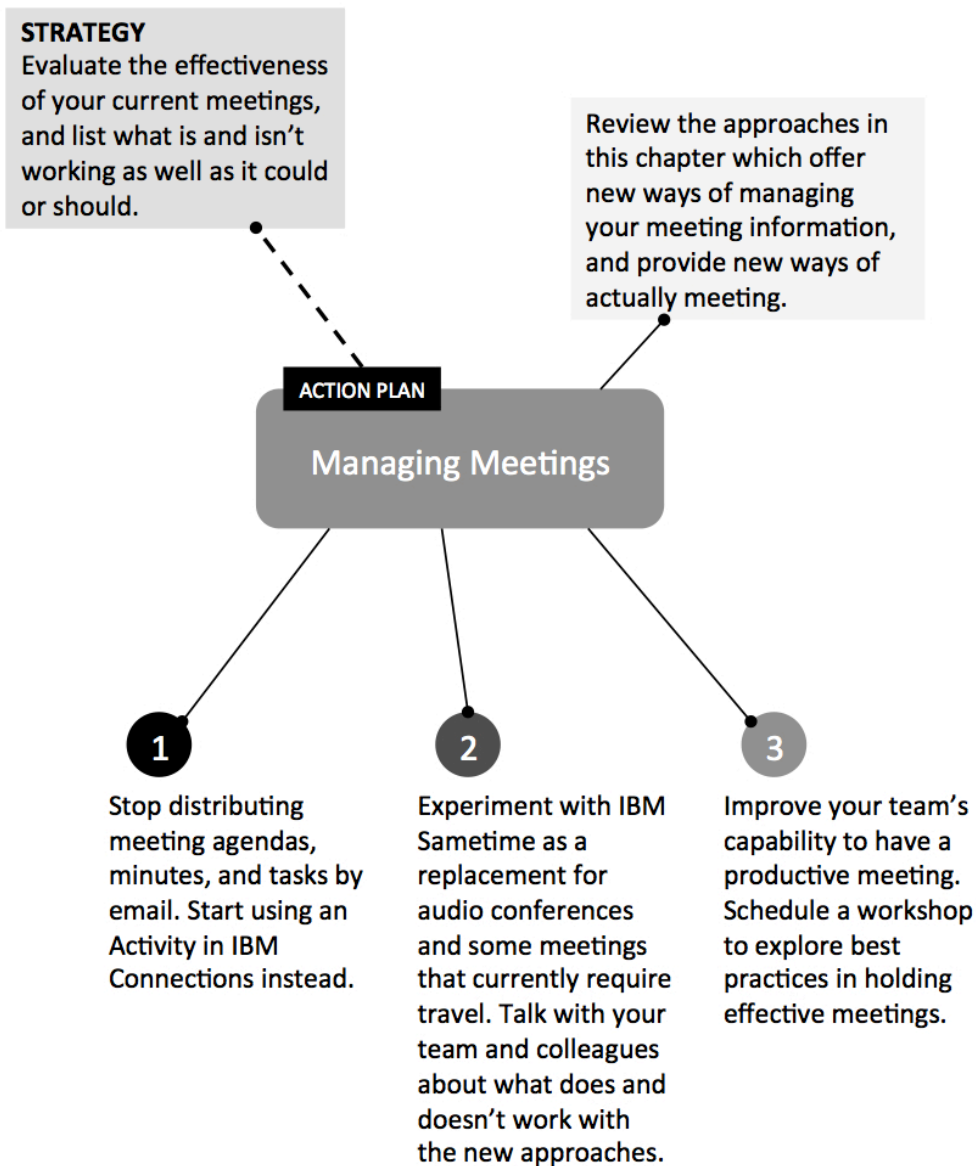 STRATEGY
Evaluate the effectiveness
of your current meetings,
and list what is and isn’t
working as well as it could
or should.
Review the approaches in
this chapter which offer
new ways of managing
your meeting information,
and provide new ways of
actually meeting.
ACTION PLAN
Managing Meetings
1
Stop distributing
meeting agendas,
minutes, and tasks by
email. Start using an
Activity in IBM
Connections instead.
2
Experiment with IBM
Sametime as a
replacement for
audio conferences
and some meetings
that currently require
travel. Talk with your
team and colleagues
about what does and
doesn’t work with
the new approaches.
3
Improve your team’s
capability to have a
productive meeting.
Schedule a workshop
to explore best
practices in holding
effective meetings.